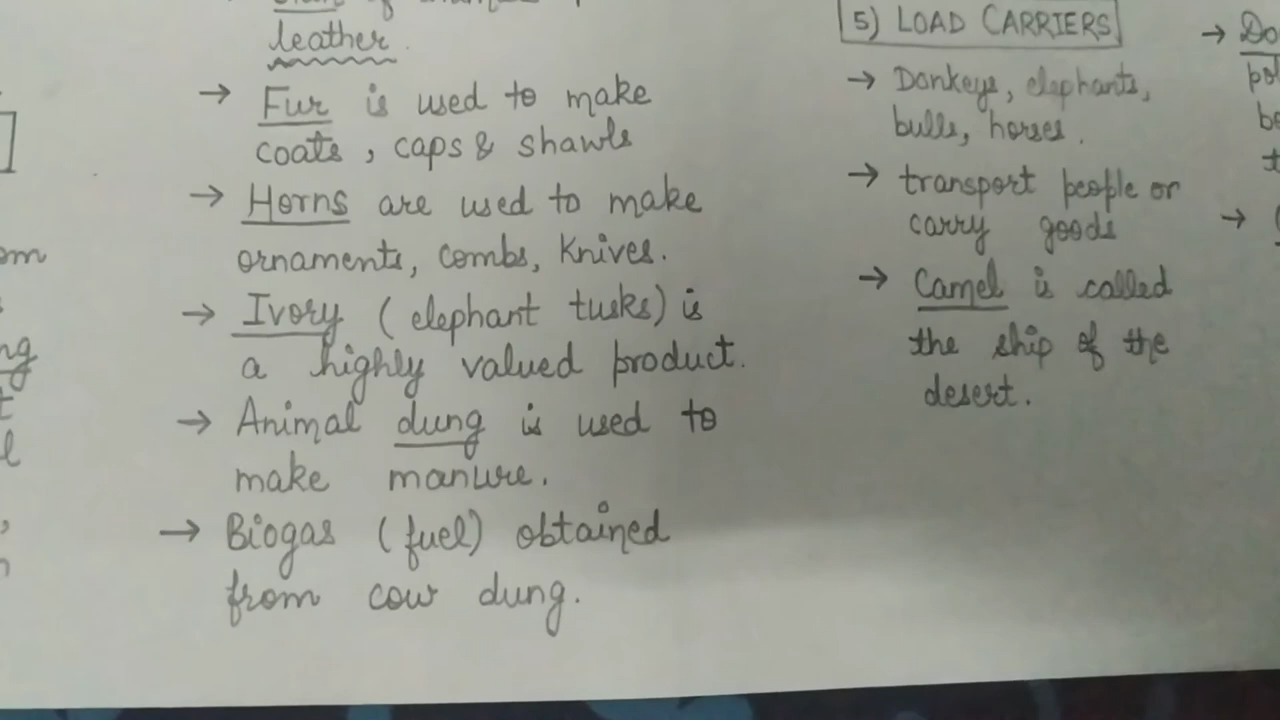 leather.
→ Fur is used to make
coats, caps & shawls
→ Horns are used to make
ornaments, combs, knives.
→ Ivory (elephant tusks) is
a highly valued product.
→ Animal dung is used to
make manure.
→ Biogas (fuel) obtained
from cow dung.
5) LOAD CARRIERS
→ Donkeys, elephants,
bulls, horses.
→ transport people or
carry goods
→ Camel is called
the ship of the
desert.